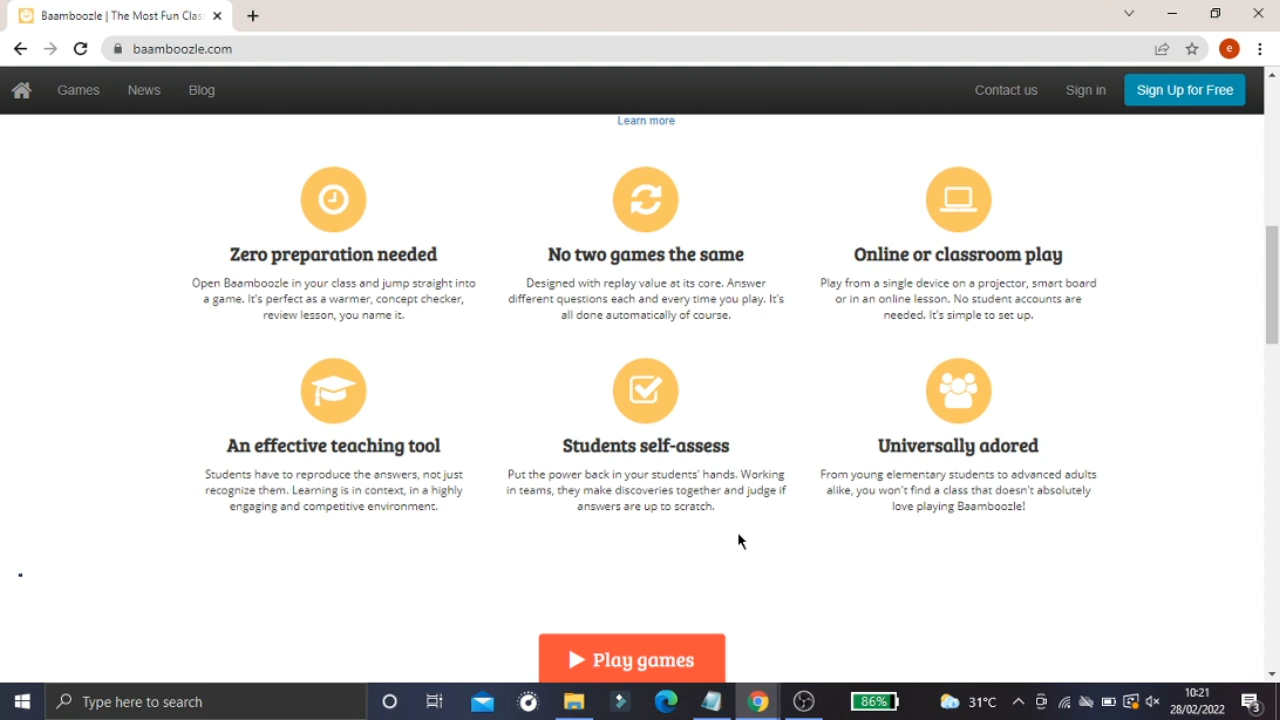 Baamboozle | The Most Fun Clas
baamboozle.com
e
Games News Blog Contact us Sign in Sign Up for Free
Learn more
Zero preparation needed
Open Baamboozle in your class and jump straight into
a game. It's perfect as a warmer, concept checker,
review lesson, you name it.
No two games the same
Designed with replay value at its core. Answer
different questions each and every time you play. It's
all done automatically of course.
Online or classroom play
Play from a single device on a projector, smart board
or in an online lesson. No student accounts are
needed. It's simple to set up.
An effective teaching tool
Students have to reproduce the answers, not just
recognize them. Learning is in context, in a highly
engaging and competitive environment.
Students self-assess
Put the power back in your students' hands. Working
in teams, they make discoveries together and judge if
answers are up to scratch.
Universally adored
From young elementary students to advanced adults
alike, you won't find a class that doesn't absolutely
love playing Baamboozle!
Play games
Type here to search
86%
31°C
10:21
28/02/2022
3